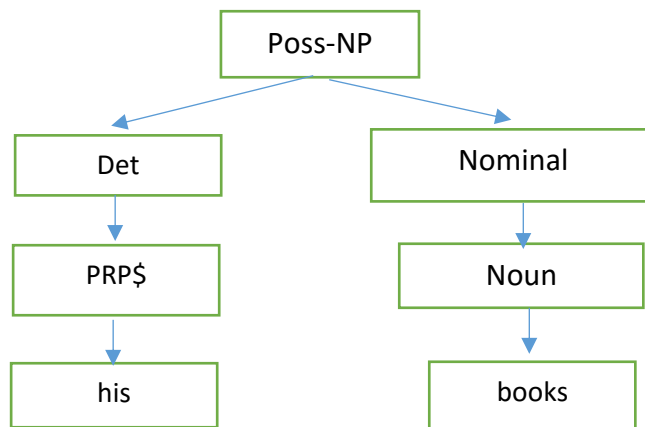 Poss-NP
Det
Nominal
PRP$
Noun
his
books